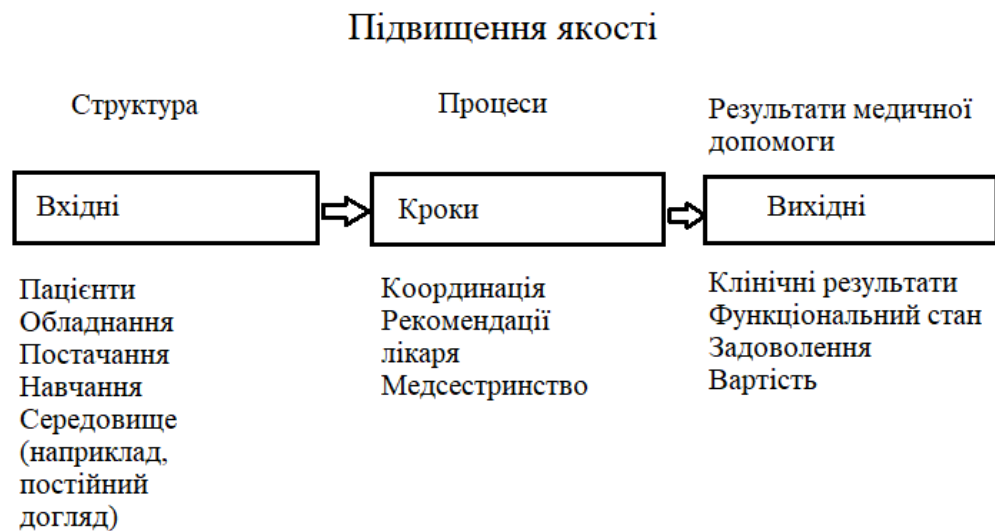 Підвищення якості
Структура
Процеси
Результати медичної
допомоги
Вхідні
Кроки
Вихідні
Пацієнти
Обладнання
Постачання
Навчання
Середовище
(наприклад,
постійний
догляд)
Координація
Рекомендації
лікаря
Медсестринство
Клінічні результати
Функціональний стан
Задоволення
Вартість